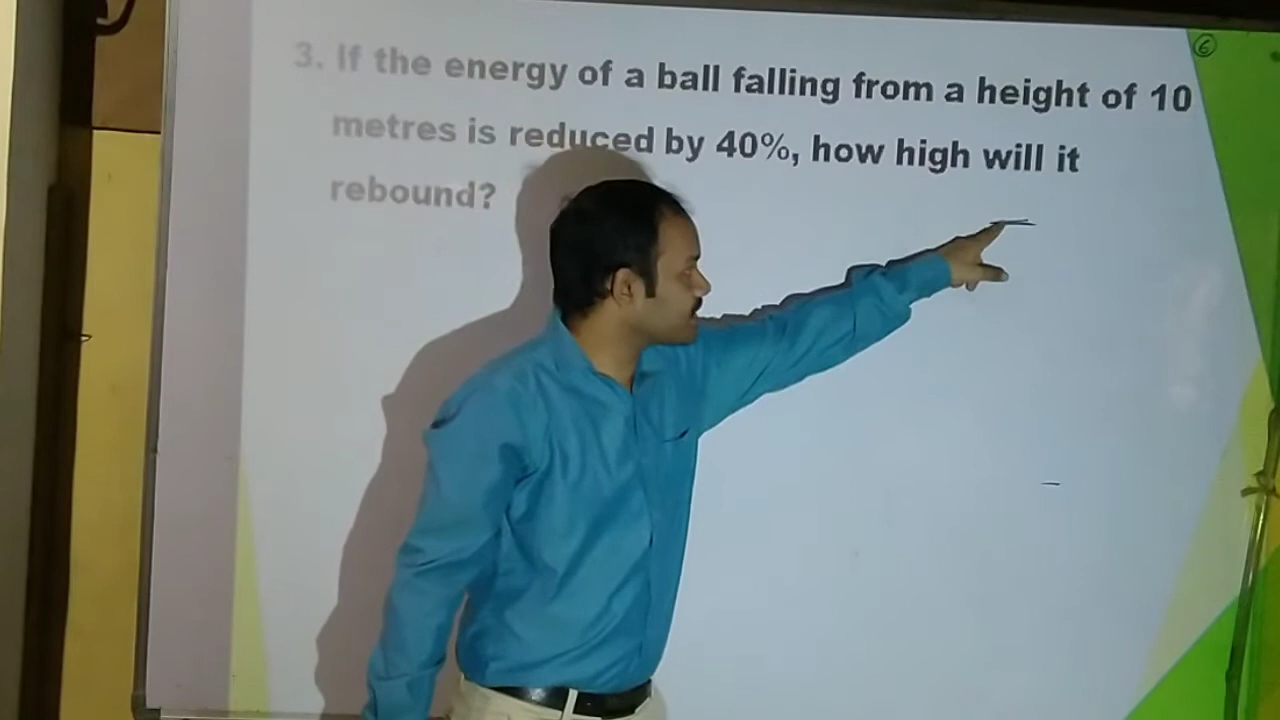 6
3. If the energy of a ball falling from a height of 10
metres is reduced by 40%, how high will it
rebound?